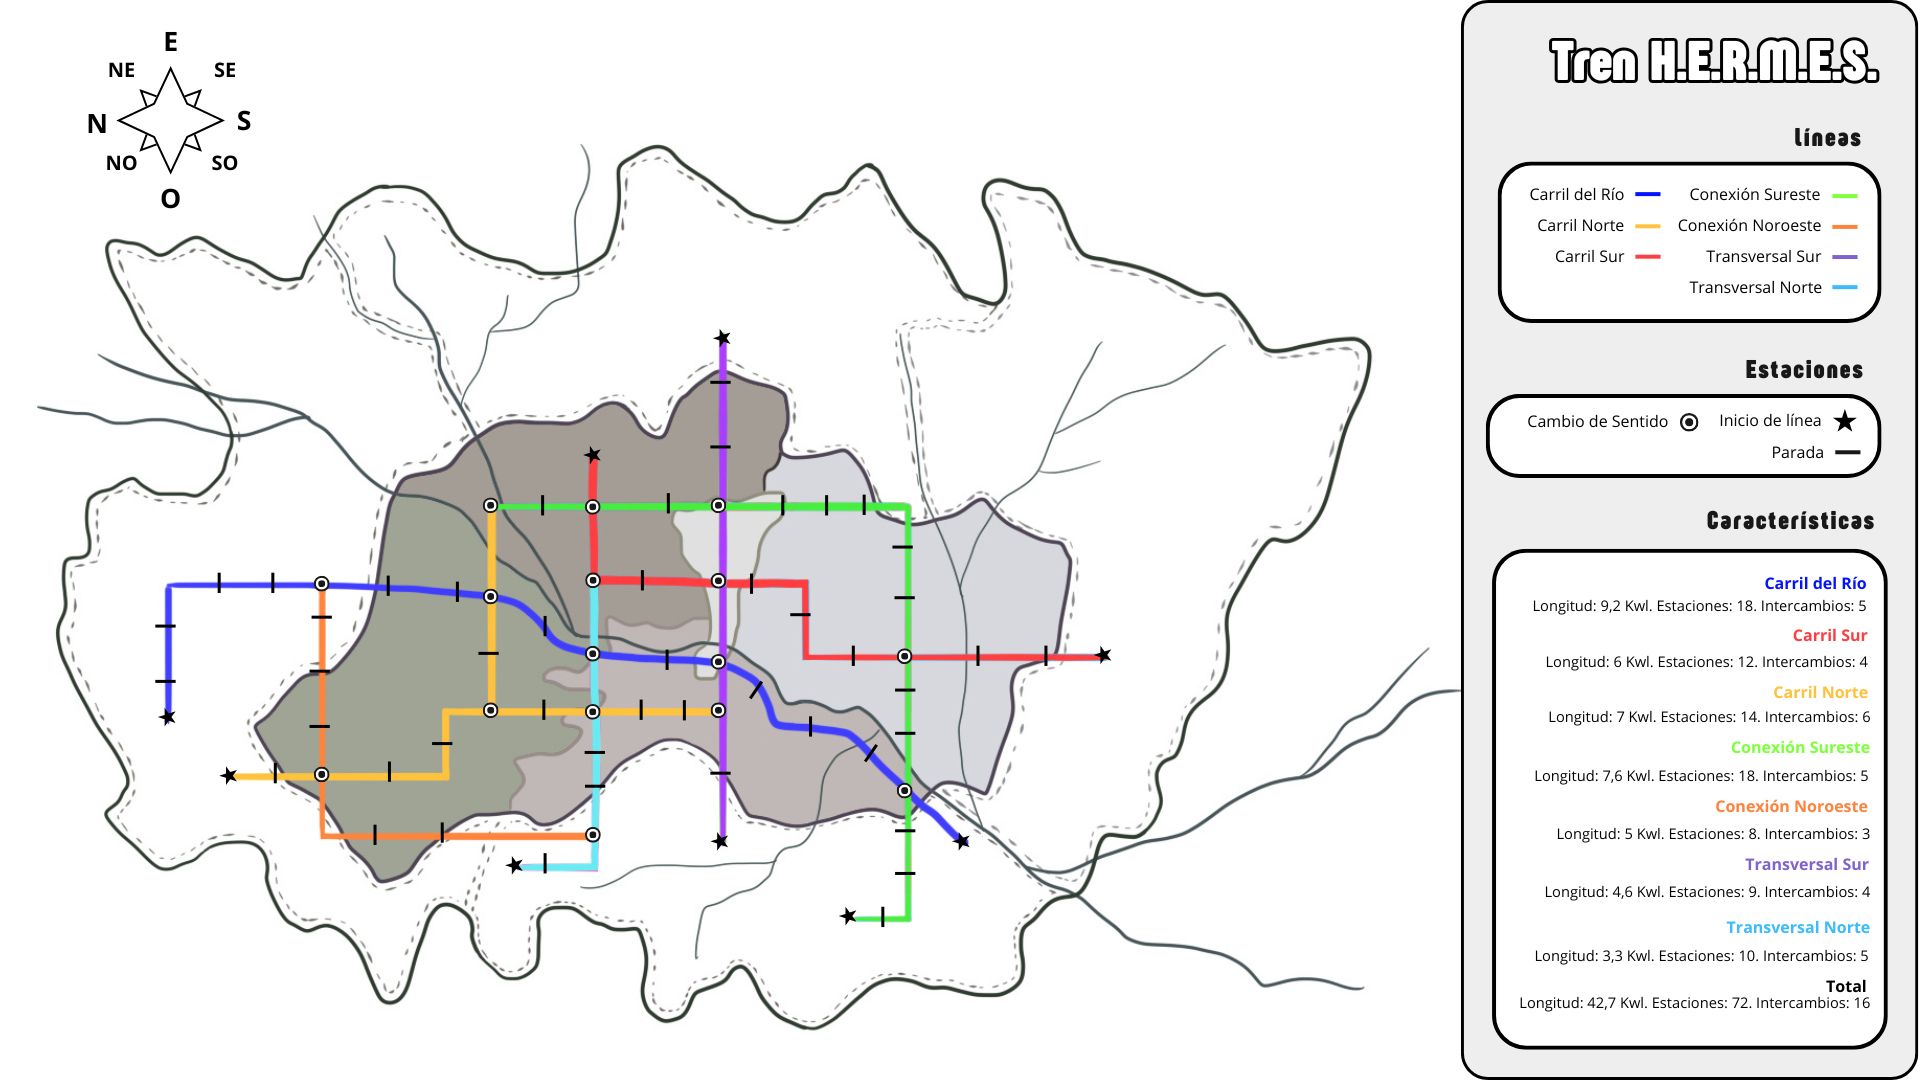 E
NE SE
N S
NO SO
O
Tren H.E.R.M.E.S.
líneas
Carril del Río Conexión Sureste
Carril Norte Conexión Noroeste
Carril Sur Transversal Sur
Transversal Norte
Estaciones
Cambio de Sentido Inicio de línea
Parada
Características
Carril del Río
Longitud: 9,2 Kwl. Estaciones: 18. Intercambios: 5
Carril Sur
Longitud: 6 Kwl. Estaciones: 12. Intercambios: 4
Carril Norte
Longitud: 7 Kwl. Estaciones: 14. Intercambios: 6
Conexión Sureste
Longitud: 7,6 Kwl. Estaciones: 18. Intercambios: 5
Conexión Noroeste
Longitud: 5 Kwl. Estaciones: 8. Intercambios: 3
Transversal Sur
Longitud: 4,6 Kwl. Estaciones: 9. Intercambios: 4
Transversal Norte
Longitud: 3,3 Kwl. Estaciones: 10. Intercambios: 5
Total
Longitud: 42,7 Kwl. Estaciones: 72. Intercambios: 16